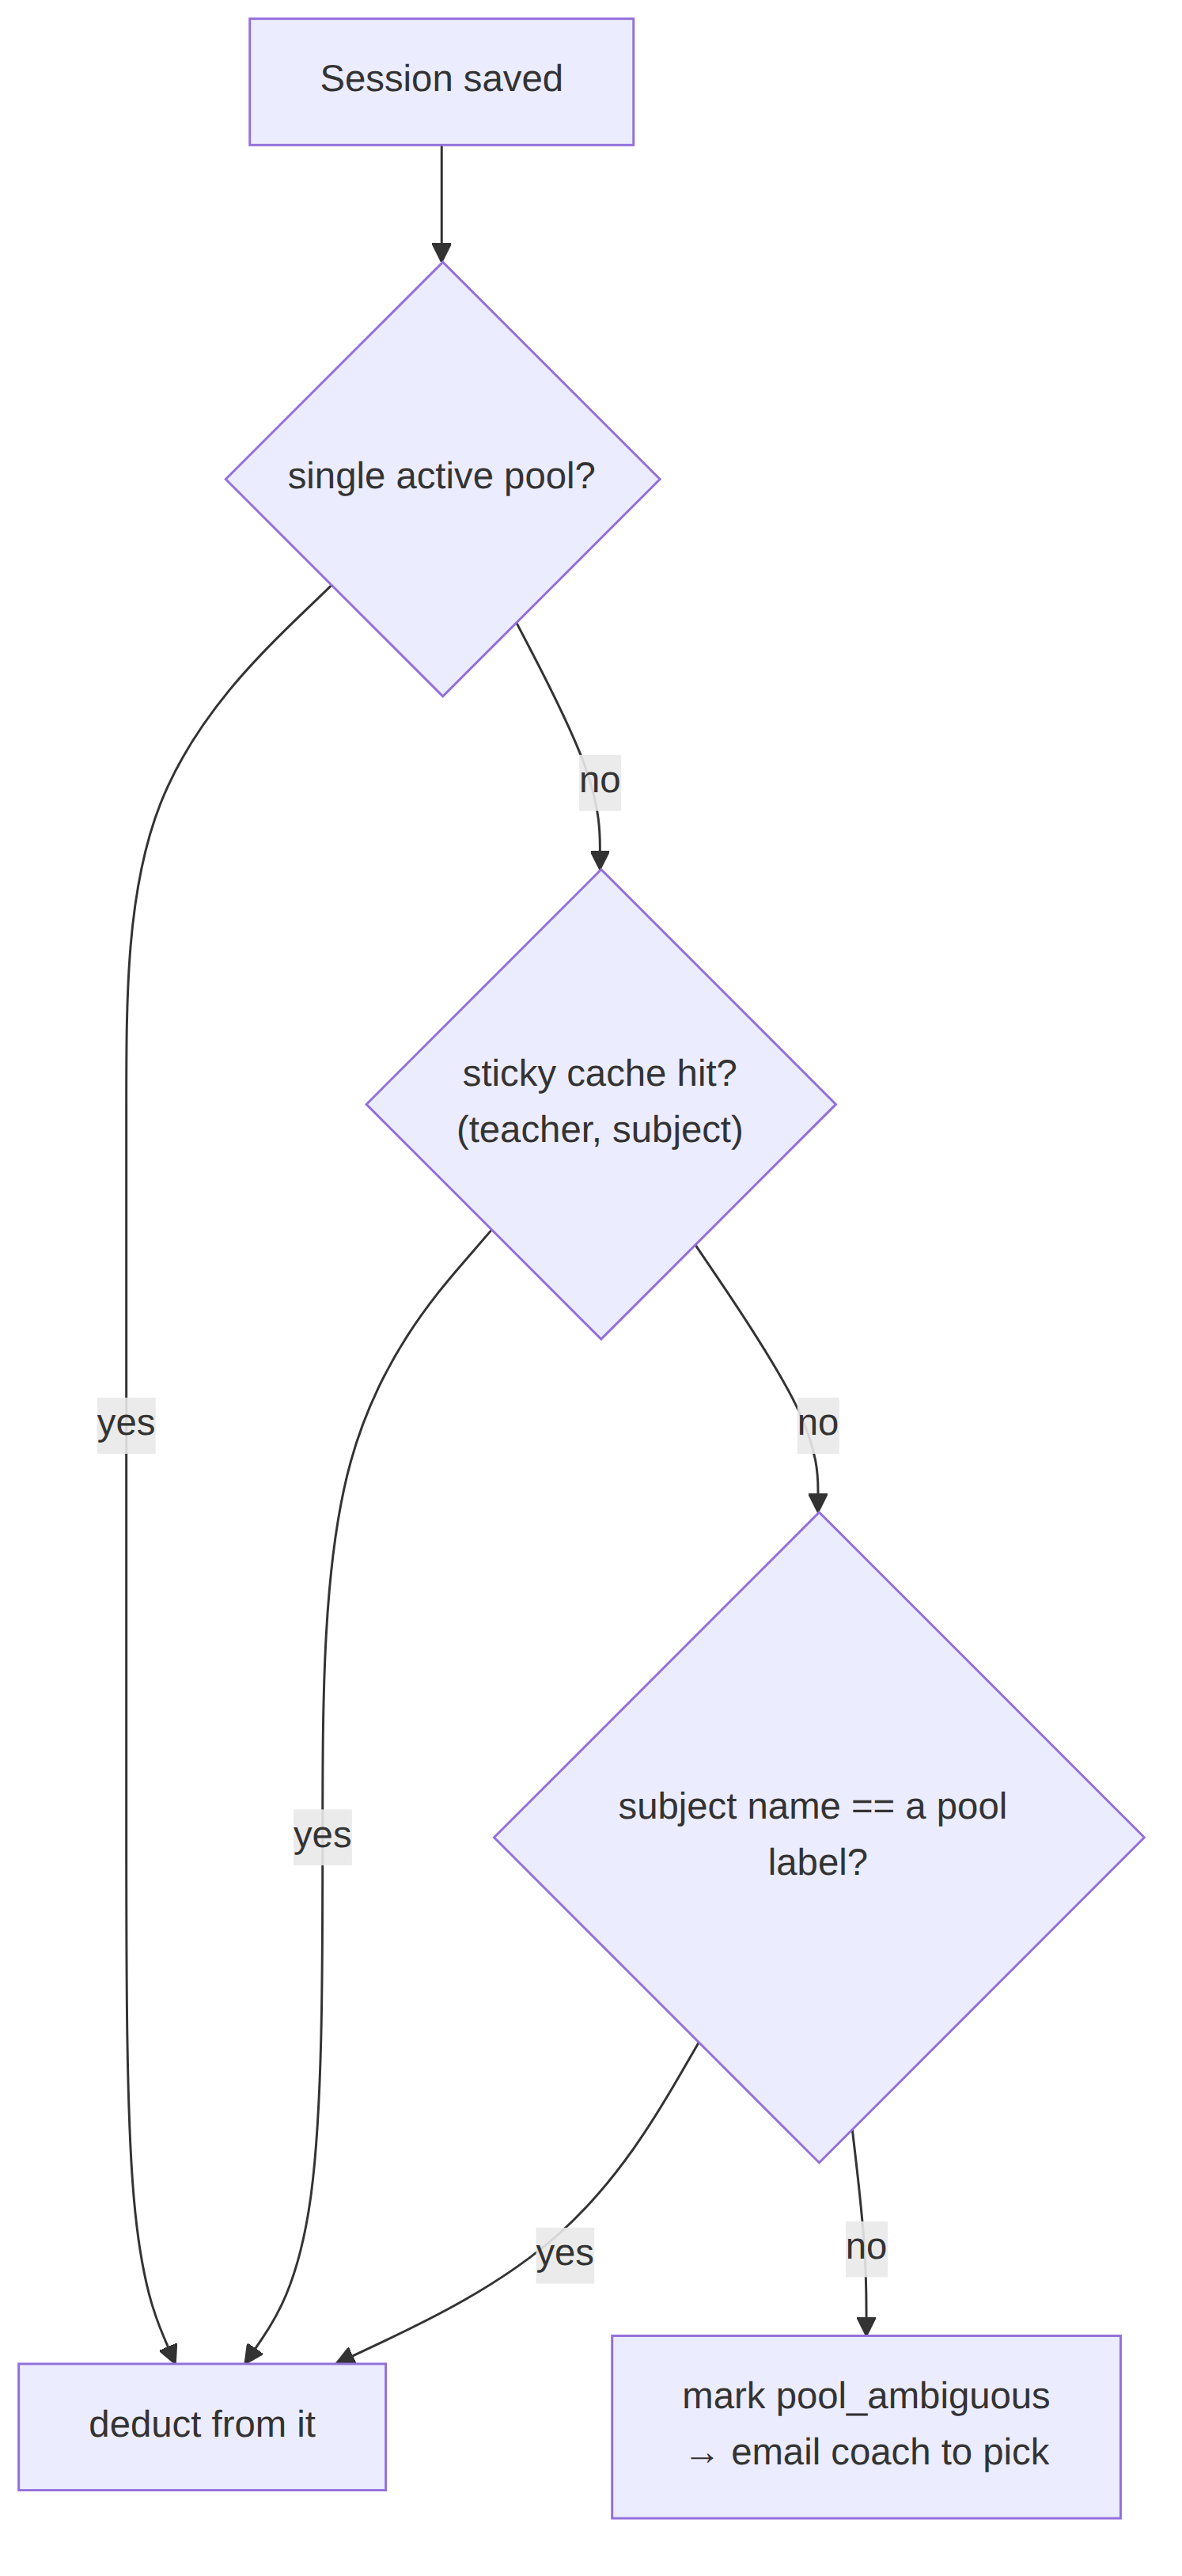 Session saved
single active pool?
no
sticky cache hit?
(teacher, subject)
yes
no
subject name == a pool
label?
yes
yes
no
deduct from it
mark pool_ambiguous
→ email coach to pick